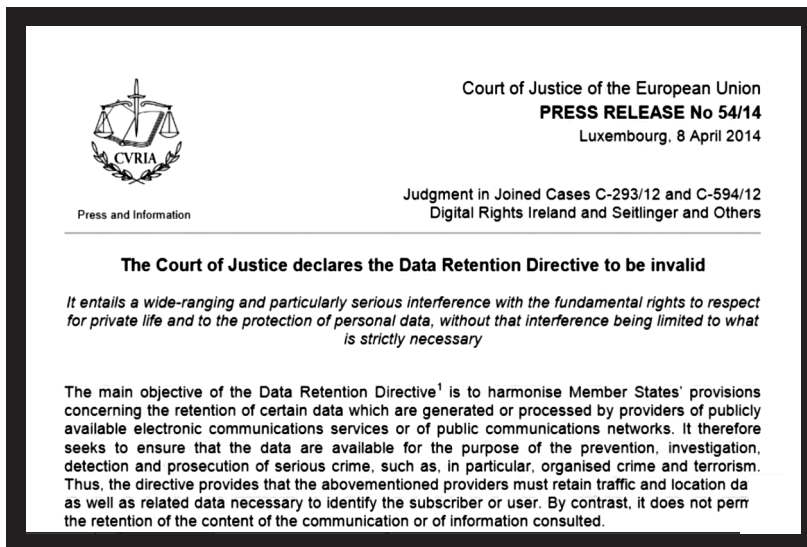 Court of Justice of the European Union
PRESS RELEASE No 54/14
Luxembourg, 8 April 2014
CVRIA
Judgment in Joined Cases C-293/12 and C-594/12
Press and Information
Digital Rights Ireland and Seitlinger and Others
The Court of Justice declares the Data Retention Directive to be invalid
It entails a wide-ranging and particularly serious interference with the fundamental rights to respect
for private life and to the protection of personal data, without that interference being limited to what
is strictly necessary
The main objective of the Data Retention Directive1 is to harmonise Member States' provisions
concerning the retention of certain data which are generated or processed by providers of publicly
available electronic communications services or of public communications networks. It therefore
seeks to ensure that the data are available for the purpose of the prevention, investigation,
detection and prosecution of serious crime, such as, in particular, organised crime and terrorism.
Thus, the directive provides that the abovementioned providers must retain traffic and location da
as well as related data necessary to identify the subscriber or user. By contrast, it does not
the retention of the content of the communication or of information consulted.